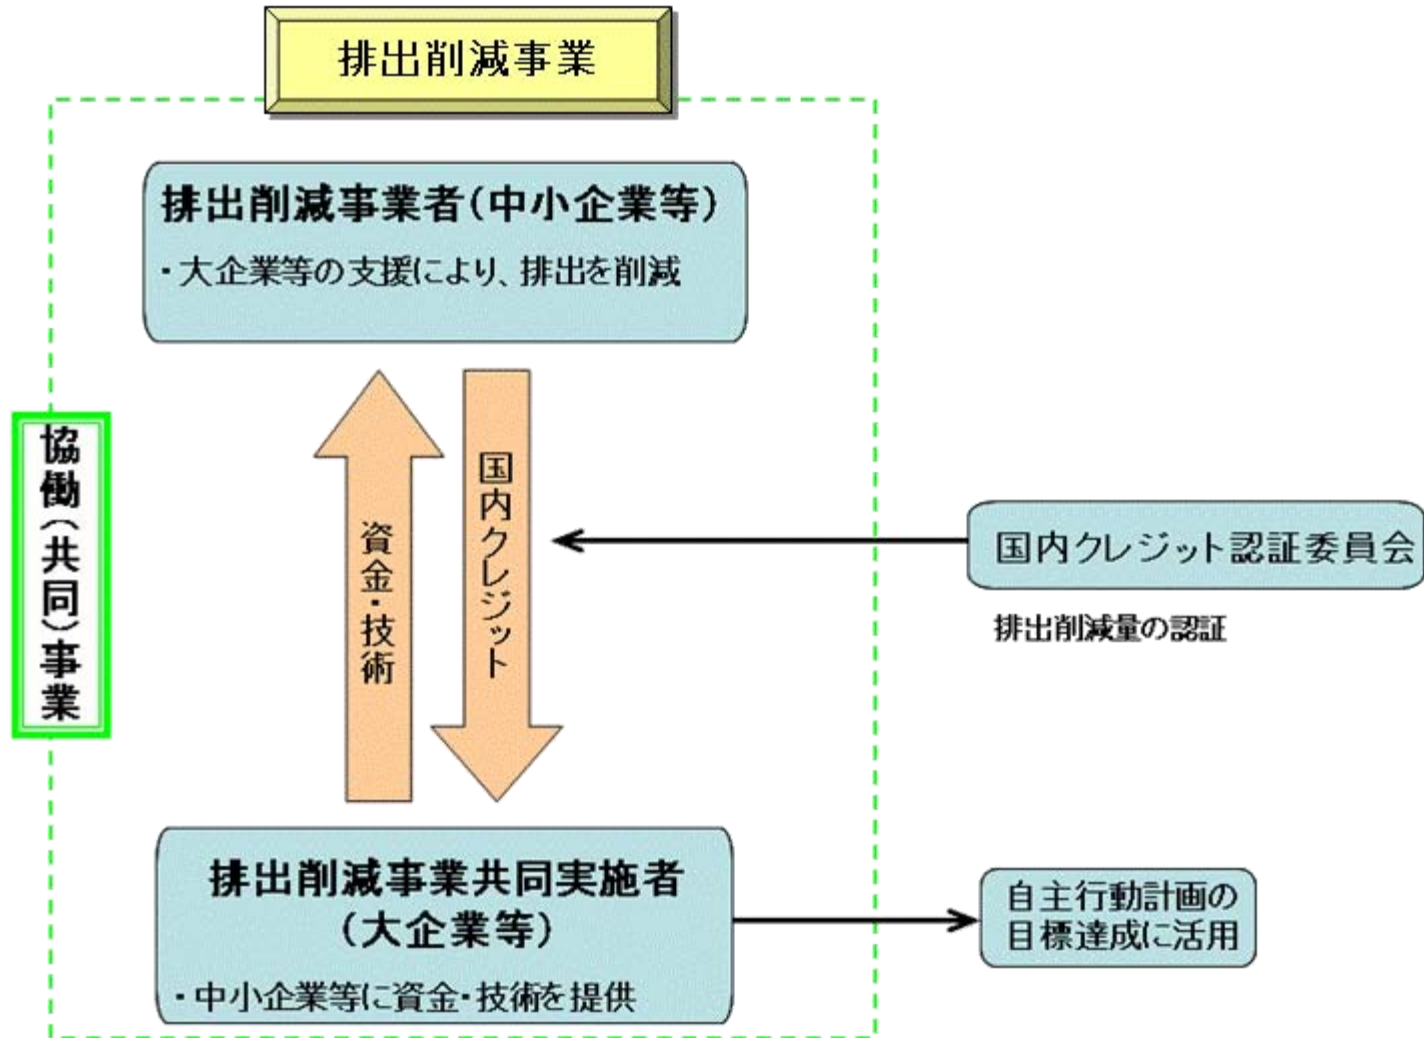 排出削減事業
排出削減事業者(中小企業等)
・大企業等の支援により、排出を削減
協働(共同)事業
資金・技術
国内クレジット
国内クレジット認証委員会
排出削減量の認証
排出削減事業共同実施者
(大企業等)
・中小企業等に資金・技術を提供
自主行動計画の
目標達成に活用